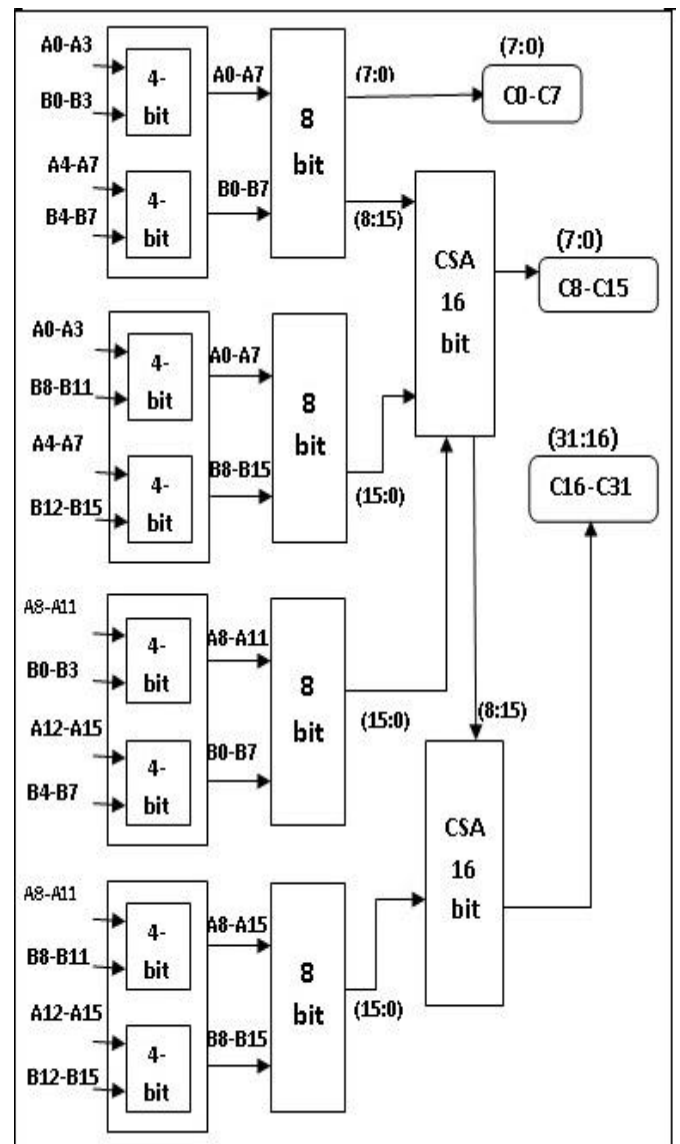 A0-A3
B0-B3
4-
bit
A4-A7
B4-B7
4-
bit
A0-A7
B0-B7
8
bit
(7:0)
(8:15)
(7:0)
C0-C7
CSA
16
bit
(7:0)
C8-C15
A0-A3
B8-B11
4-
bit
A4-A7
B12-B15
4-
bit
A0-A7
B8-B15
8
bit
(15:0)
(31:16)
C16-C31
A8-A11
B0-B3
4-
bit
A12-A15
B4-B7
4-
bit
A8-A11
B0-B7
8
bit
(15:0)
(8:15)
CSA
16
bit
A8-A11
B8-B11
4-
bit
A12-A15
B12-B15
4-
bit
A8-A15
B8-B15
8
bit
(15:0)